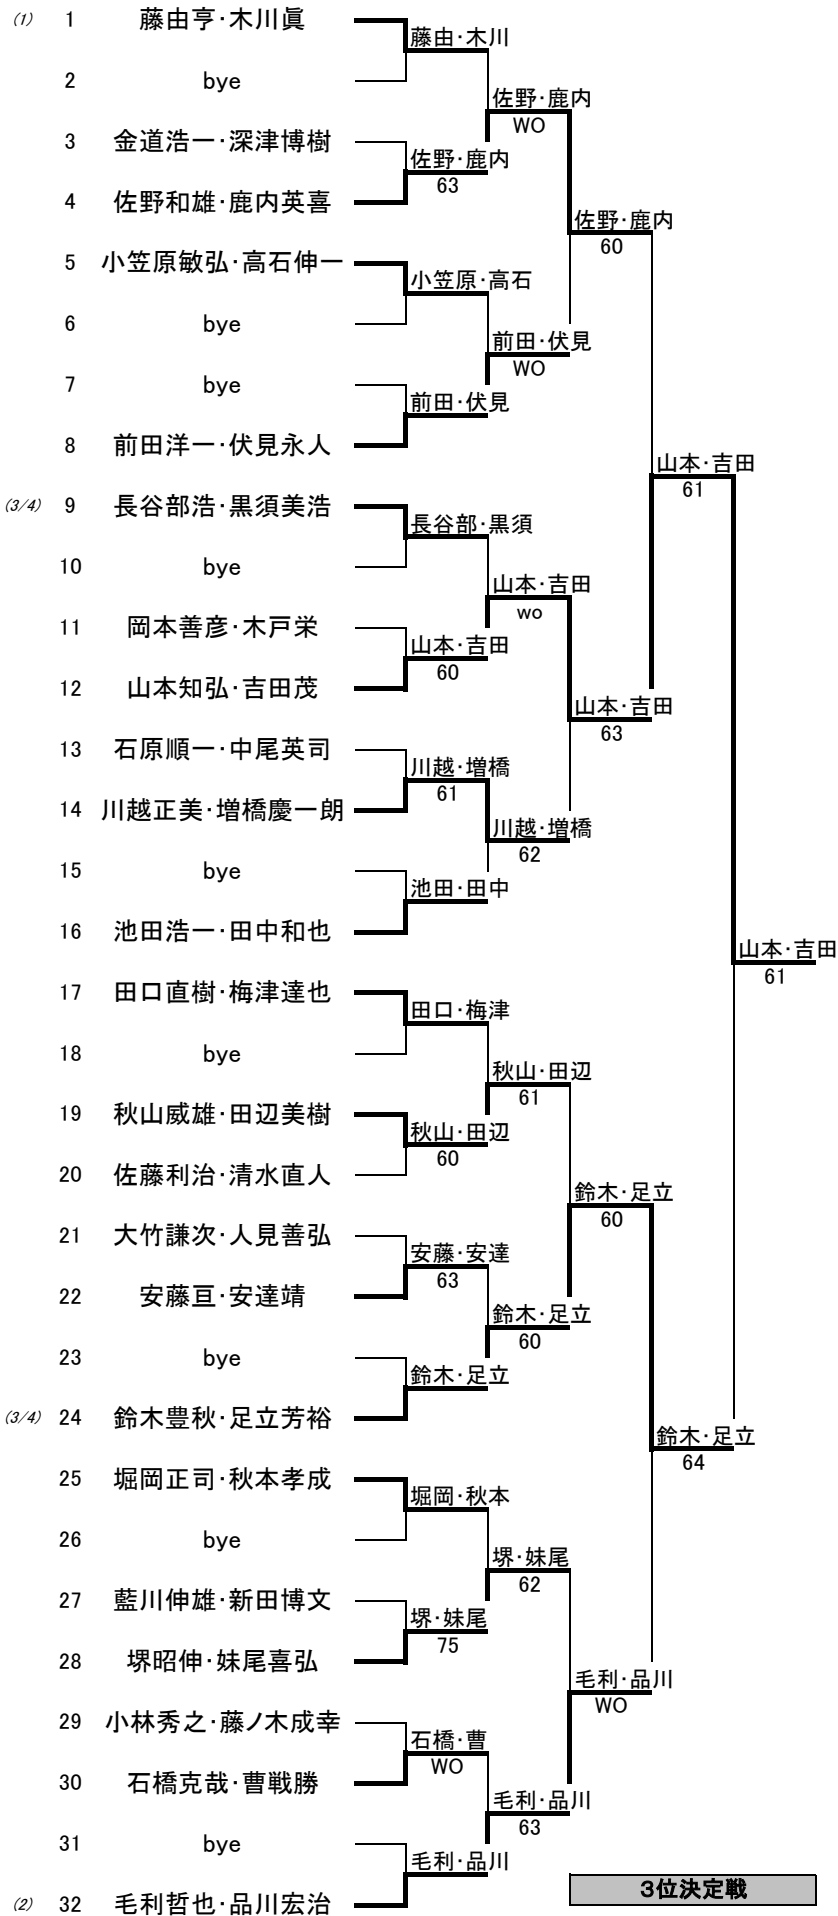 (1) 1 藤由亨・木川眞
藤由・木川
2 bye
佐野・鹿内
WO
3 金道浩一・深津博樹
佐野・鹿内
63
4 佐野和雄・鹿内英喜
佐野・鹿内
60
5 小笠原敏弘・高石伸一
小笠原・高石
6 bye
前田・伏見
WO
7 bye
前田・伏見
8 前田洋一・伏見永人
山本・吉田
61
(3/4) 9 長谷部浩・黒須美浩
長谷部・黒須
10 bye
山本・吉田
wo
11 岡本善彦・木戸栄
山本・吉田
60
12 山本知弘・吉田茂
山本・吉田
63
13 石原順一・中尾英司
川越・増橋
61
14 川越正美・増橋慶一朗
川越・増橋
62
15 bye
池田・田中
16 池田浩一・田中和也
山本・吉田
61
17 田口直樹・梅津達也
田口・梅津
18 bye
秋山・田辺
61
19 秋山威雄・田辺美樹
秋山・田辺
60
20 佐藤利治・清水直人
鈴木・足立
60
21 大竹謙次・人見善弘
安藤・安達
63
22 安藤亘・安達靖
鈴木・足立
60
23 bye
鈴木・足立
(3/4) 24 鈴木豊秋・足立芳裕
鈴木・足立
64
25 堀岡正司・秋本孝成
堀岡・秋本
26 bye
堺・妹尾
62
27 藍川伸雄・新田博文
堺・妹尾
75
28 堺昭伸・妹尾喜弘
毛利・品川
WO
29 小林秀之・藤ノ木成幸
石橋・曹
WO
30 石橋克哉・曹戦勝
毛利・品川
63
31 bye
毛利・品川
3位決定戦
(2) 32 毛利哲也・品川宏治